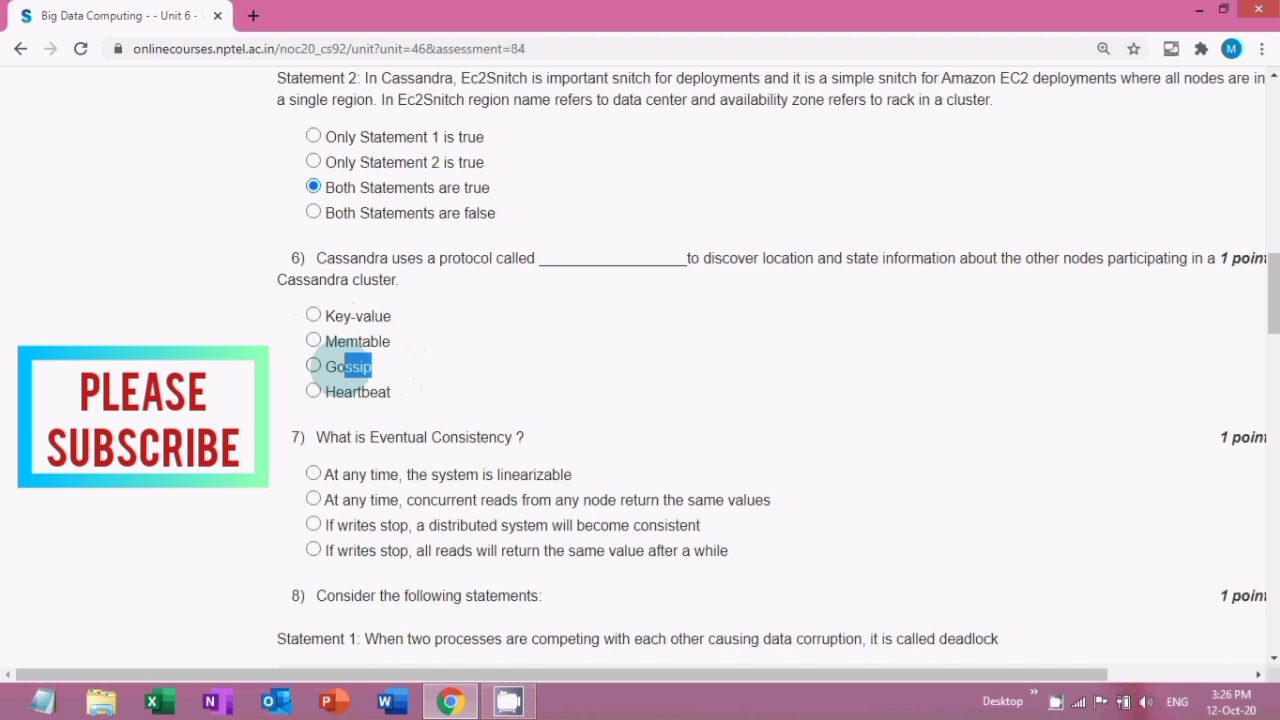 Big Data Computing - - Unit 6 -
onlinecourses.nptel.ac.in/noc20_cs92/unit?unit=46&assessment=84
M
Statement 2: In Cassandra, Ec2Snitch is important snitch for deployments and it is a simple snitch for Amazon EC2 deployments where all nodes are in
a single region. In Ec2Snitch region name refers to data center and availability zone refers to rack in a cluster.
Only Statement 1 is true
Only Statement 2 is true
Both Statements are true
Both Statements are false
6) Cassandra uses a protocol called __________________to discover location and state information about the other nodes participating in a 1 point
Cassandra cluster.
Key-value
Memtable
Gossip
Heartbeat
PLEASE
SUBSCRIBE
7) What is Eventual Consistency ? 1 point
At any time, the system is linearizable
At any time, concurrent reads from any node return the same values
If writes stop, a distributed system will become consistent
If writes stop, all reads will return the same value after a while
8) Consider the following statements: 1 point
Statement 1: When two processes are competing with each other causing data corruption, it is called deadlock
Desktop
ENG
3:26 PM
12-Oct-20